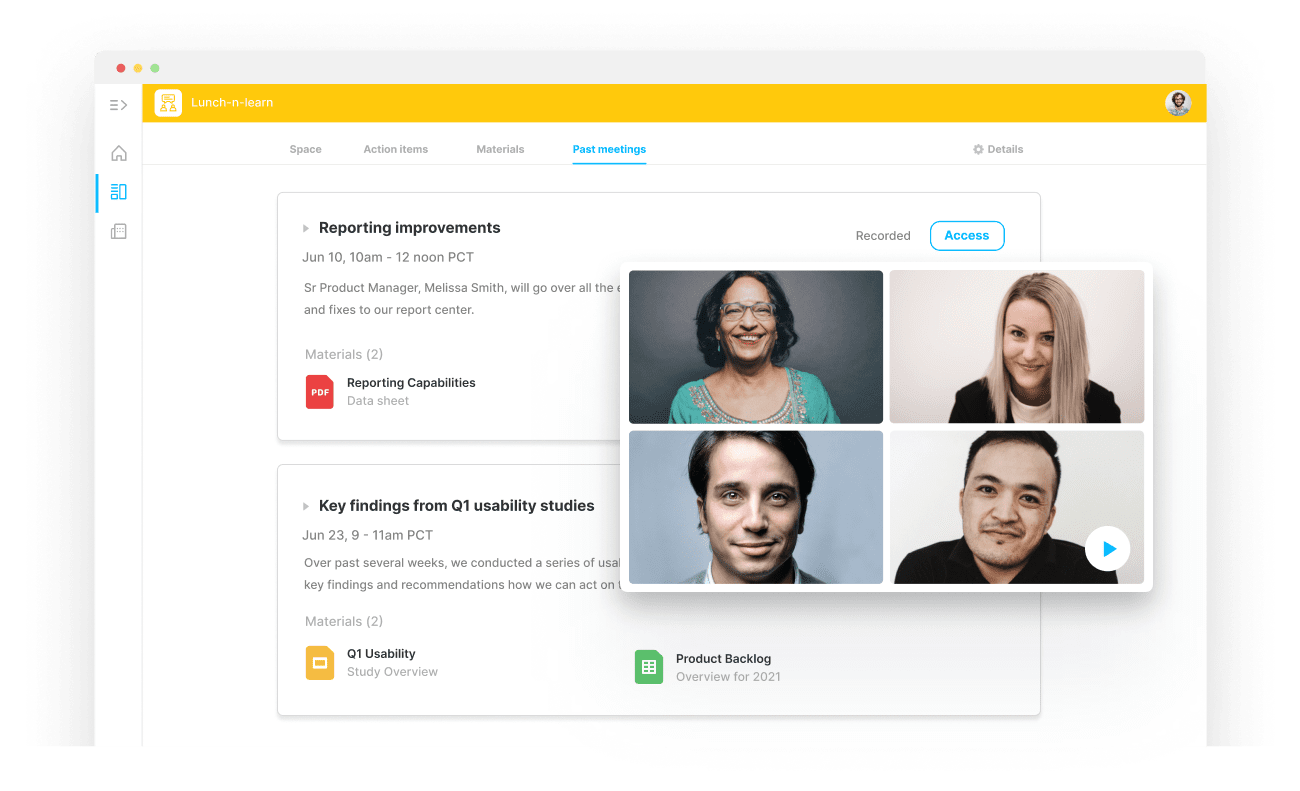 Lunch-n-learn
Space
Action items
Materials
Past meetings
Details
Reporting improvements
Recorded
Access
Jun 10, 10am - 12 noon PCT
Sr Product Manager, Melissa Smith, will go over all the
and fixes to our report center.
Materials (2)
PDF
Reporting Capabilities
Data sheet
Key findings from Q1 usability studies
Jun 23, 9 - 11am PCT
Over past several weeks, we conducted a series of
key findings and recommendations how we can act on
Materials (2)
Q1 Usability
Study Overview
Product Backlog
Overview for 2021